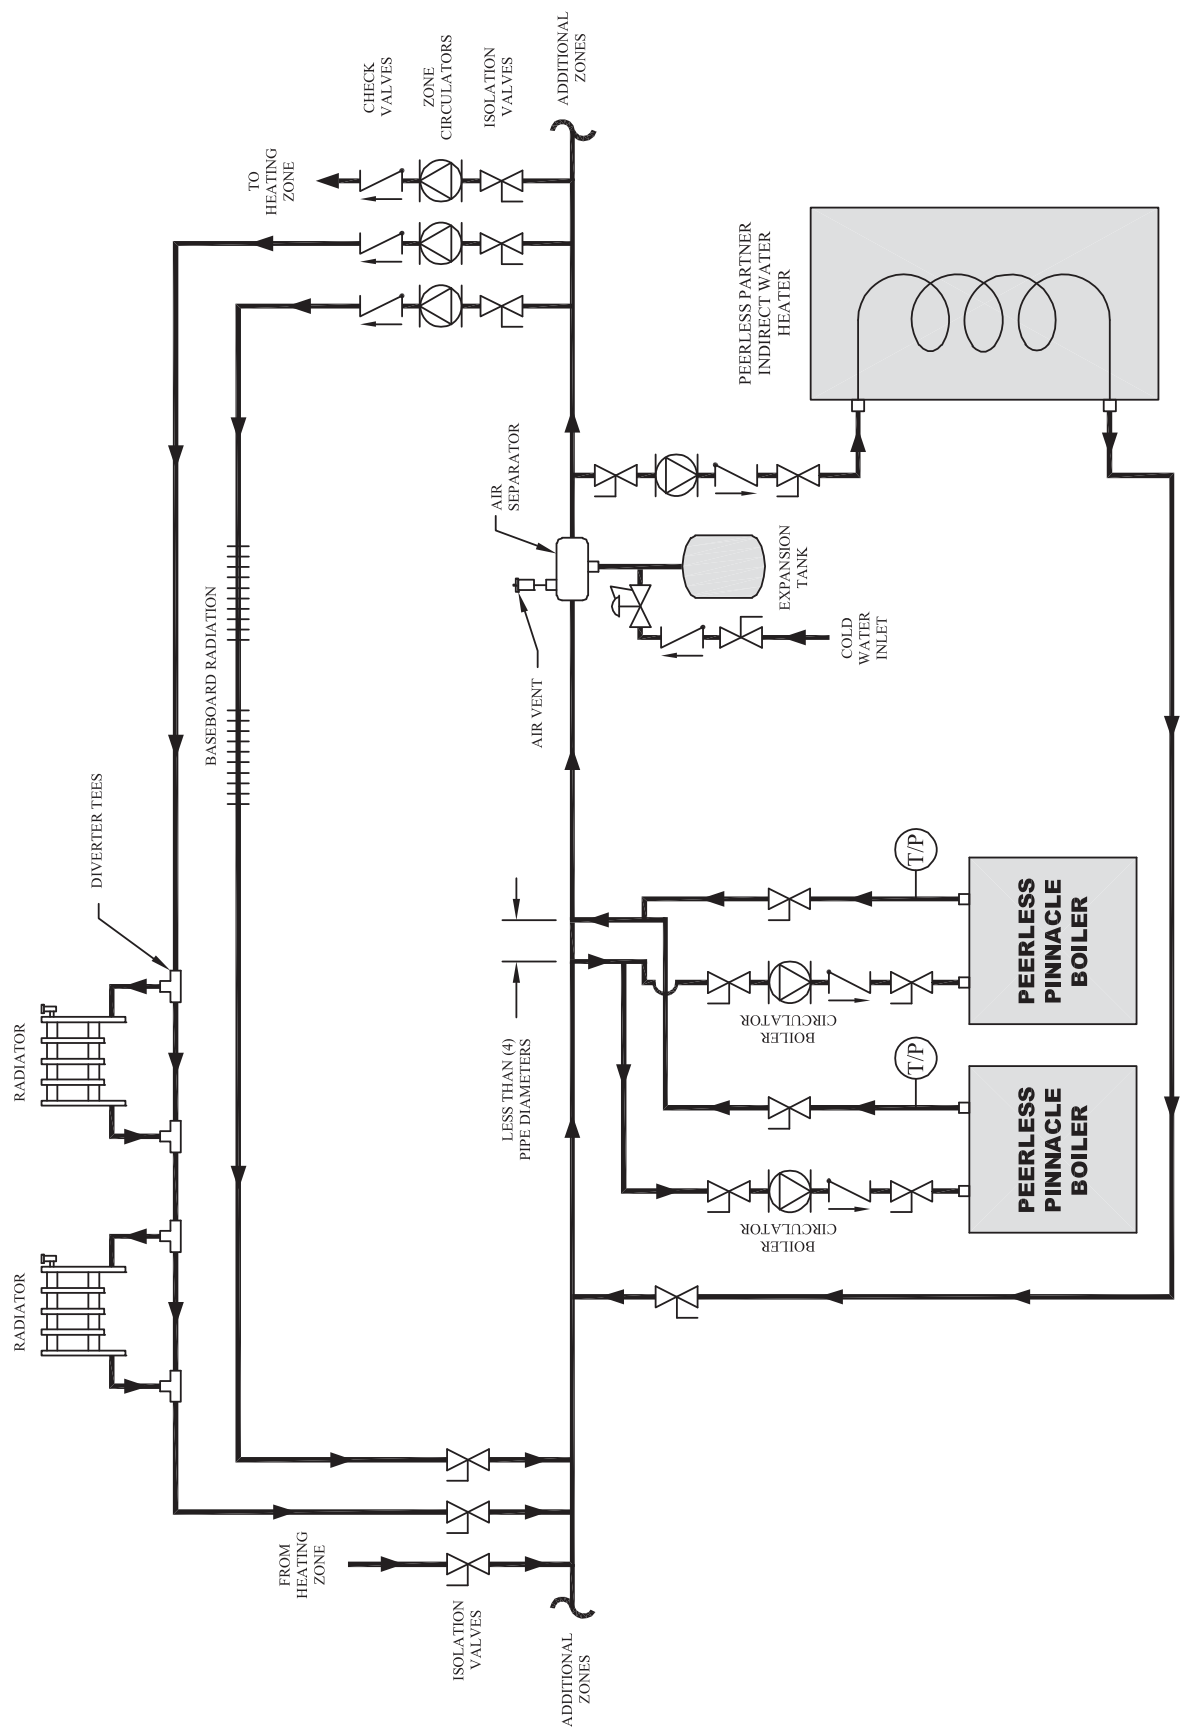 RADIATOR
RADIATOR
DIVERTER TEES
BASEBOARD RADIATION
TO
HEATING
ZONE
CHECK
VALVES
ZONE
CIRCULATORS
ISOLATION
VALVES
ADDITIONAL
ZONES
FROM
HEATING
ZONE
ISOLATION
VALVES
ADDITIONAL
ZONES
LESS THAN (4)
PIPE DIAMETERS
AIR VENT
AIR
SEPARATOR
EXPANSION
TANK
COLD
WATER
INLET
PEERLESS PARTNER
INDIRECT WATER
HEATER
BOILER
CIRCULATOR
BOILER
CIRCULATOR
T/P
T/P
PEERLESS
PINNACLE
BOILER
PEERLESS
PINNACLE
BOILER